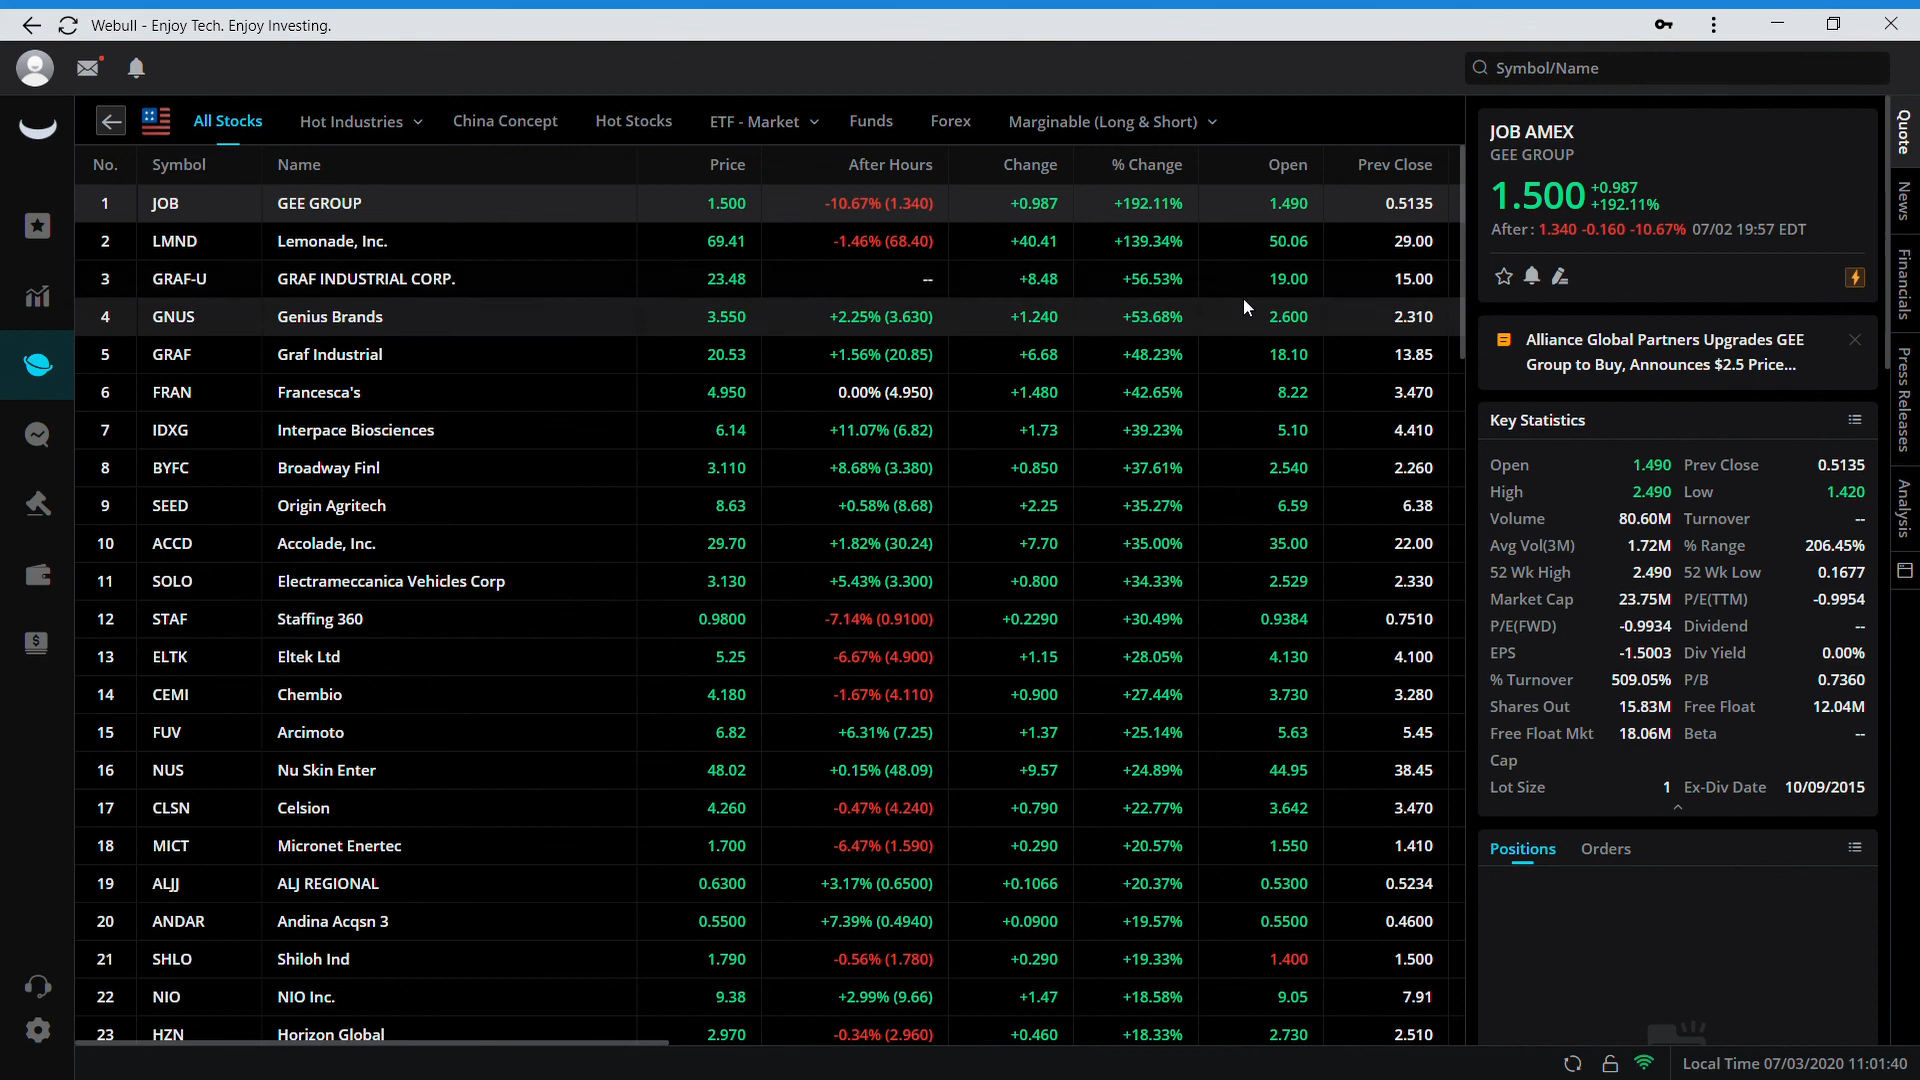 Webull - Enjoy Tech. Enjoy Investing.
Symbol/Name
All Stocks Hot Industries China Concept Hot Stocks ETF - Market Funds Forex Marginable (Long & Short)
No. Symbol Name Price After Hours Change % Change Open Prev Close
1 JOB GEE GROUP 1.500 -10.67% (1.340) +0.987 +192.11% 1.490 0.5135
2 LMND Lemonade, Inc. 69.41 -1.46% (68.40) +40.41 +139.34% 50.06 29.00
3 GRAF-U GRAF INDUSTRIAL CORP. 23.48 -- +8.48 +56.53% 19.00 15.00
4 GNUS Genius Brands 3.550 +2.25% (3.630) +1.240 +53.68% 2.600 2.310
5 GRAF Graf Industrial 20.53 +1.56% (20.85) +6.68 +48.23% 18.10 13.85
6 FRAN Francesca's 4.950 0.00% (4.950) +1.480 +42.65% 8.22 3.470
7 IDXG Interpace Biosciences 6.14 +11.07% (6.82) +1.73 +39.23% 5.10 4.410
8 BYFC Broadway Finl 3.110 +8.68% (3.380) +0.850 +37.61% 2.540 2.260
9 SEED Origin Agritech 8.63 +0.58% (8.68) +2.25 +35.27% 6.59 6.38
10 ACCD Accolade, Inc. 29.70 +1.82% (30.24) +7.70 +35.00% 35.00 22.00
11 SOLO Electrameccanica Vehicles Corp 3.130 +5.43% (3.300) +0.800 +34.33% 2.529 2.330
12 STAF Staffing 360 0.9800 -7.14% (0.9100) +0.2290 +30.49% 0.9384 0.7510
13 ELTK Eltek Ltd 5.25 -6.67% (4.900) +1.15 +28.05% 4.130 4.100
14 CEMI Chembio 4.180 -1.67% (4.110) +0.900 +27.44% 3.730 3.280
15 FUV Arcimoto 6.82 +6.31% (7.25) +1.37 +25.14% 5.63 5.45
16 NUS Nu Skin Enter 48.02 +0.15% (48.09) +9.57 +24.89% 44.95 38.45
17 CLSN Celsion 4.260 -0.47% (4.240) +0.790 +22.77% 3.642 3.470
18 MICT Micronet Enertec 1.700 -6.47% (1.590) +0.290 +20.57% 1.550 1.410
19 ALJJ ALJ REGIONAL 0.6300 +3.17% (0.6500) +0.1066 +20.37% 0.5300 0.5234
20 ANDAR Andina Acqsn 3 0.5500 +7.39% (0.4940) +0.0900 +19.57% 0.5500 0.4600
21 SHLO Shiloh Ind 1.790 -0.56% (1.780) +0.290 +19.33% 1.400 1.500
22 NIO NIO Inc. 9.38 +2.99% (9.66) +1.47 +18.58% 9.05 7.91
23 HZN Horizon Global 2.970 -0.34% (2.960) +0.460 +18.33% 2.730 2.510
JOB AMEX
GEE GROUP
1.500 +0.987
+192.11%
After : 1.340 -0.160 -10.67% 07/02 19:57 EDT
Alliance Global Partners Upgrades GEE
Group to Buy, Announces $2.5 Price...
Key Statistics
Open 1.490 Prev Close 0.5135
High 2.490 Low 1.420
Volume 80.60M Turnover --
Avg Vol(3M) 1.72M % Range 206.45%
52 Wk High 2.490 52 Wk Low 0.1677
Market Cap 23.75M P/E(TTM) -0.9954
P/E(FWD) -0.9934 Dividend --
EPS -1.5003 Div Yield 0.00%
% Turnover 509.05% P/B 0.7360
Shares Out 15.83M Free Float 12.04M
Free Float Mkt 18.06M Beta --
Cap
Lot Size 1 Ex-Div Date 10/09/2015
Positions Orders
Quote
News
Financials
Press Releases
Analysis
Local Time 07/03/2020 11:01:40